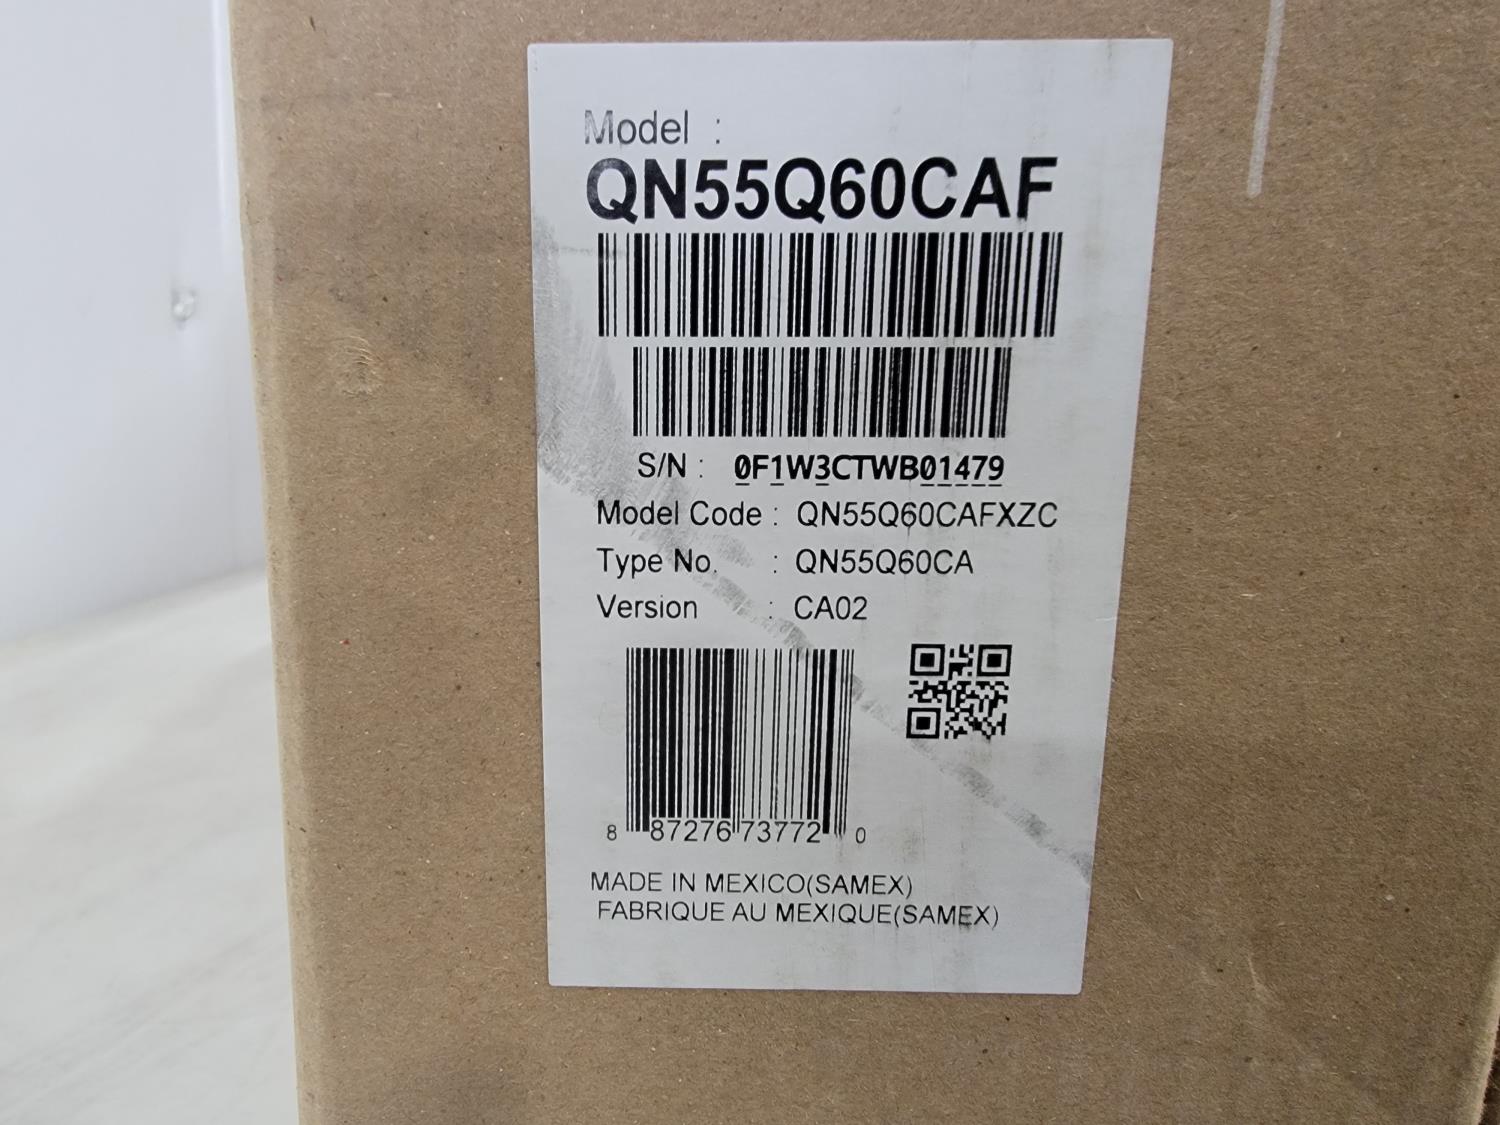 Model :
QN55Q60CAF
S/N : 0F1W3CTWB01479
Model Code : QN55Q60CAFXZC
Type No. : QN55Q60CA
Version : CA02
8 87276 73772 0
MADE IN MEXICO(SAMEX)
FABRIQUE AU MEXIQUE(SAMEX)